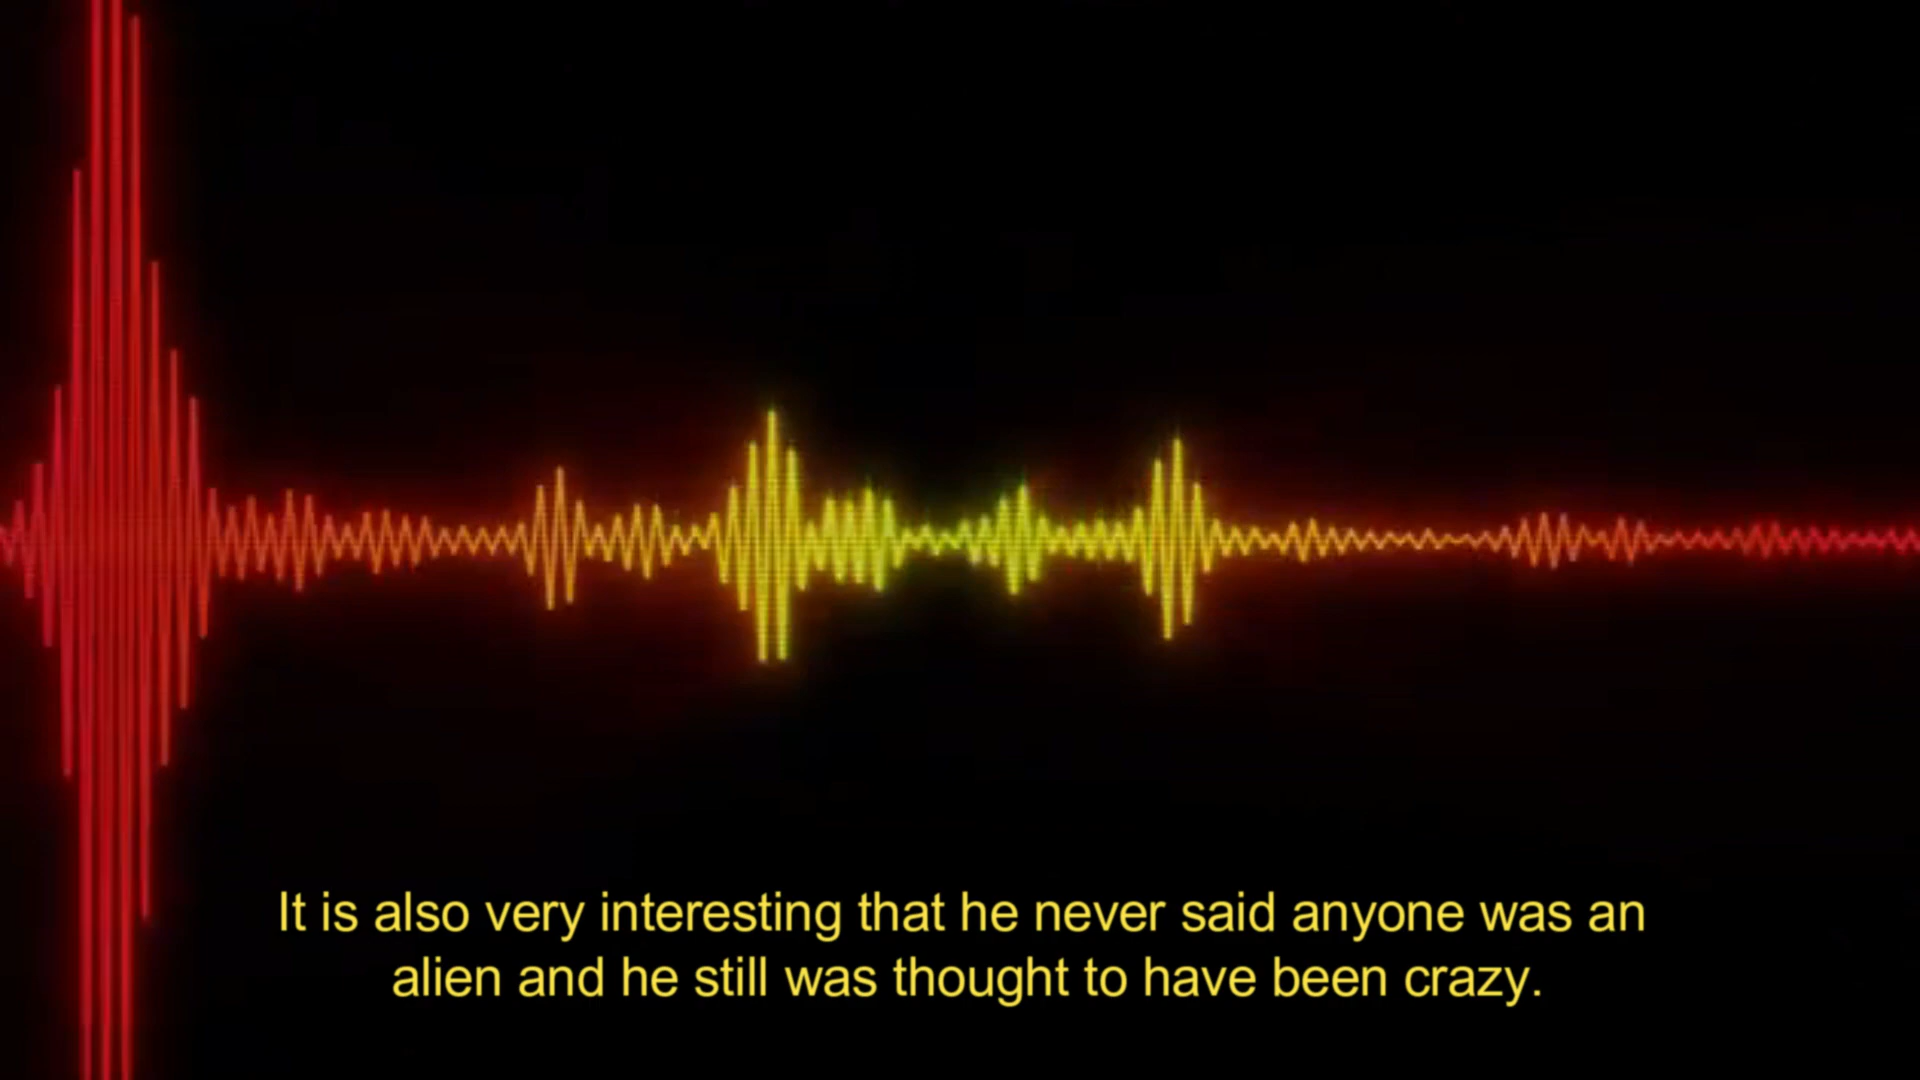 It is also very interesting that he never said anyone was an
alien and he still was thought to have been crazy.